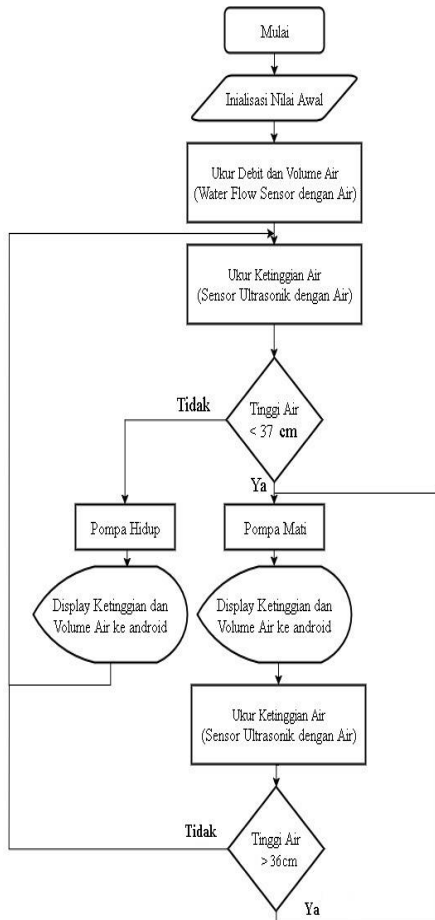 Mulai
Inialisasi Nilai Awal
Ukur Debit dan Volume Air
(Water Flow Sensor dengan Air)
Ukur Ketinggian Air
(Sensor Ultrasonik dengan Air)
Tidak
Tinggi Air
< 37 cm
Ya
Pompa Hidup
Pompa Mati
Display Ketinggian dan
Volume Air ke android
Display Ketinggian dan
Volume Air ke android
Ukur Ketinggian Air
(Sensor Ultrasonik dengan Air)
Tidak
Tinggi Air
> 36cm
Ya